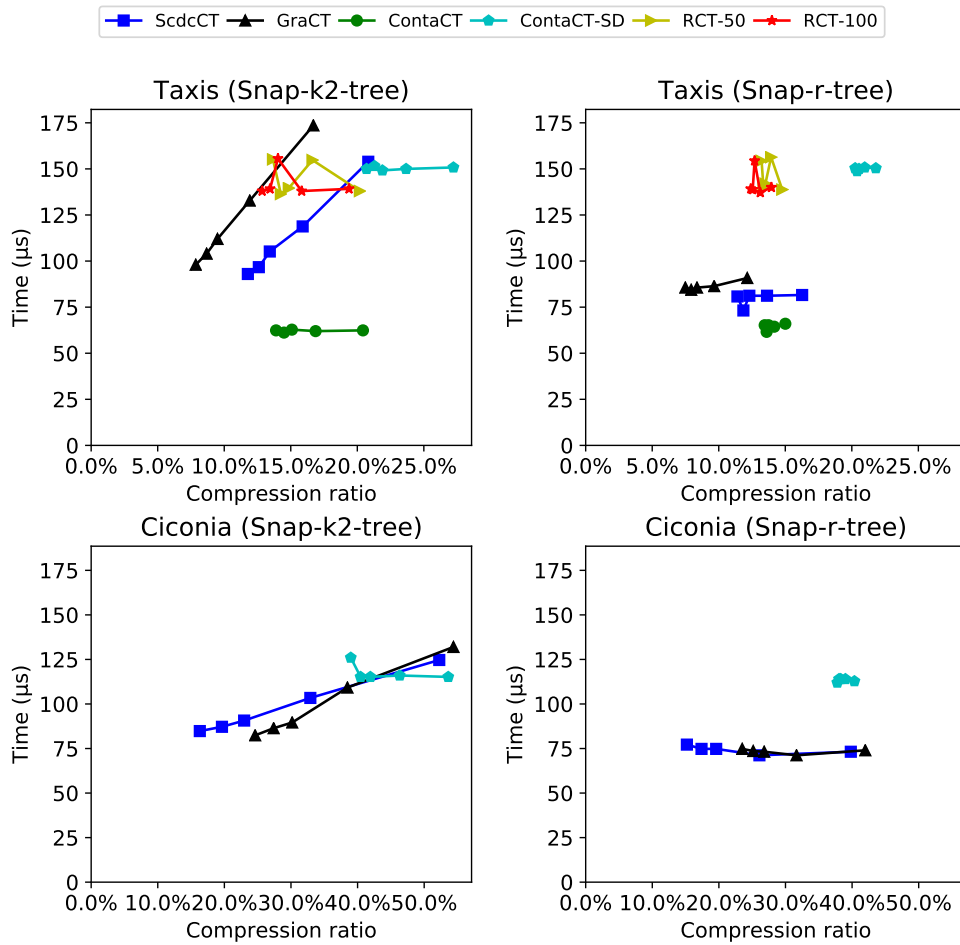 ScdcCT GraCT ContaCT ContaCT-SD RCT-50 RCT-100
Taxis (Snap-k2-tree)
175
150
125
100
75
50
25
0
Time (µs)
0.0% 5.0% 10.0% 15.0% 20.0% 25.0%
Compression ratio
Taxis (Snap-r-tree)
175
150
125
100
75
50
25
0
Time (µs)
0.0% 5.0% 10.0% 15.0% 20.0% 25.0%
Compression ratio
Ciconia (Snap-k2-tree)
175
150
125
100
75
50
25
0
Time (µs)
0.0% 10.0% 20.0% 30.0% 40.0% 50.0%
Compression ratio
Ciconia (Snap-r-tree)
175
150
125
100
75
50
25
0
Time (µs)
0.0% 10.0% 20.0% 30.0% 40.0% 50.0%
Compression ratio